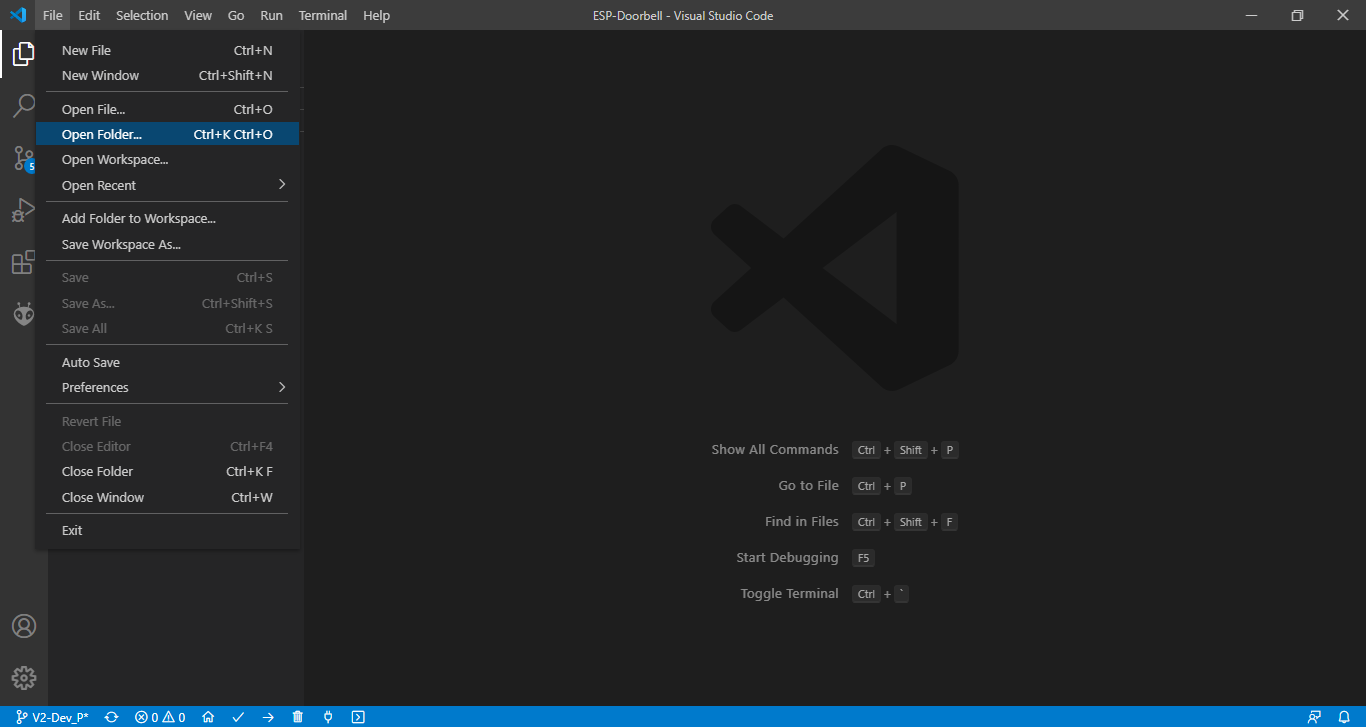 File Edit Selection View Go Run Terminal Help ESP-Doorbell - Visual Studio Code
New File Ctrl+N
New Window Ctrl+Shift+N
Open File... Ctrl+O
Open Folder... Ctrl+K Ctrl+O
Open Workspace...
Open Recent
Add Folder to Workspace...
Save Workspace As...
Save Ctrl+S
Save As... Ctrl+Shift+S
Save All Ctrl+K S
Auto Save
Preferences
Revert File
Close Editor Ctrl+F4
Close Folder Ctrl+K F
Close Window Ctrl+W
Exit
5
Show All Commands Ctrl + Shift + P
Go to File Ctrl + P
Find in Files Ctrl + Shift + F
Start Debugging F5
Toggle Terminal Ctrl + `
V2-Dev_P* 0 0